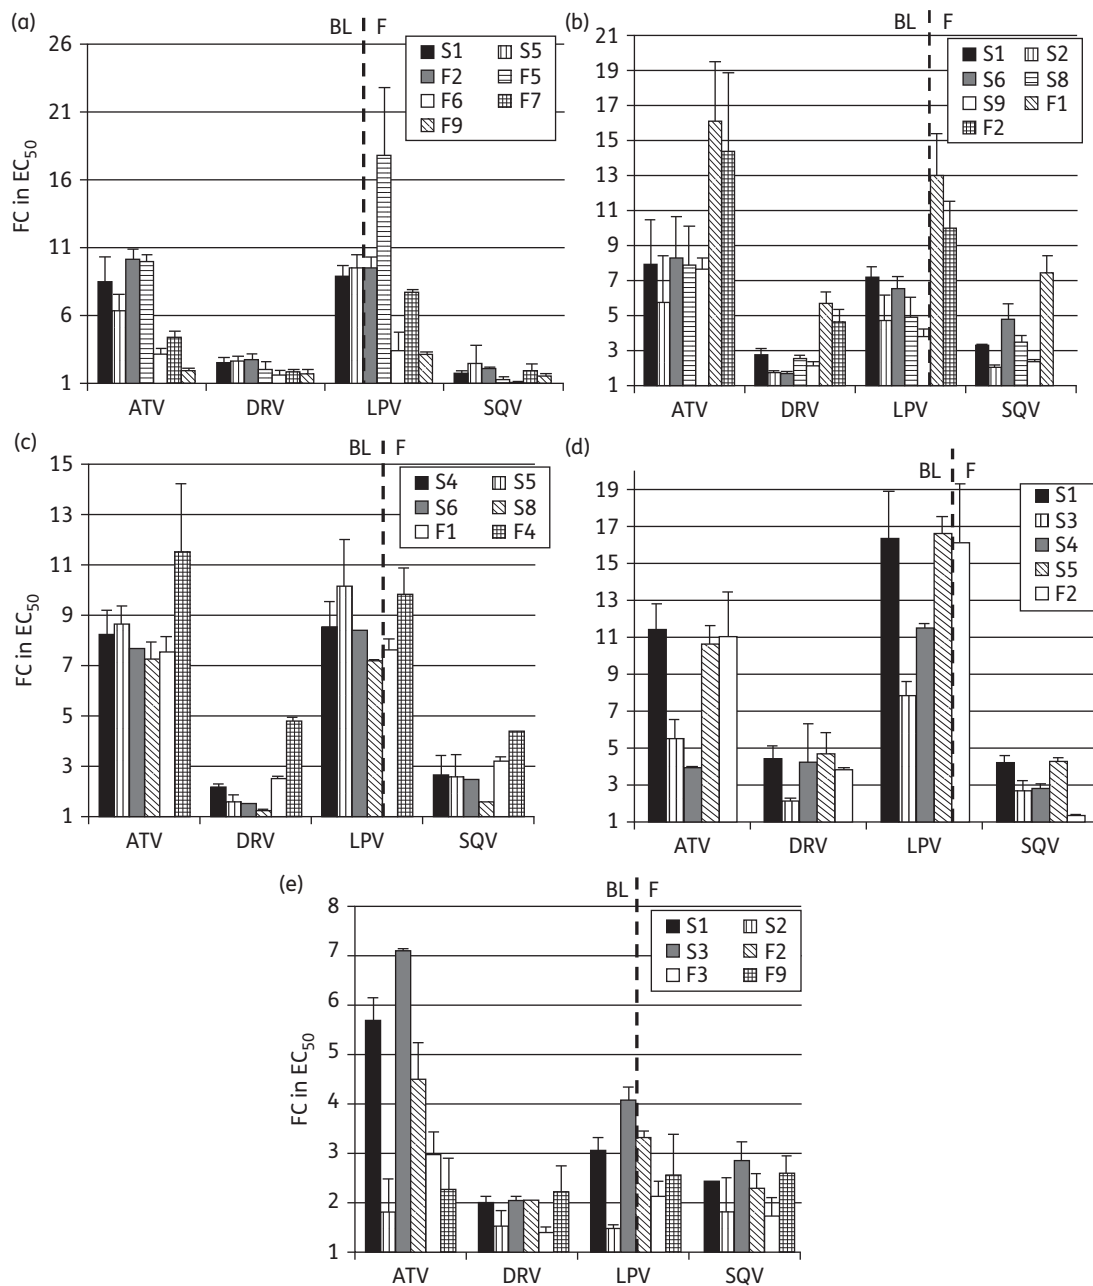 (a)
BL F
26
21
16
11
6
1
FC in EC50
S1 S5
F2 F5
F6 F7
F9
ATV DRV LPV SQV
(b)
BL F
21
19
17
15
13
11
9
7
5
3
1
S1 S2
S6 S8
S9 F1
F2
ATV DRV LPV SQV
(c)
BL F
15
13
11
9
7
5
3
1
FC in EC50
S4 S5
S6 S8
F1 F4
ATV DRV LPV SQV
(d)
BL F
19
17
15
13
11
9
7
5
3
1
S1
S3
S4
S5
F2
ATV DRV LPV SQV
(e)
BL F
8
7
6
5
4
3
2
1
FC in EC50
S1 S2
S3 F2
F3 F9
ATV DRV LPV SQV